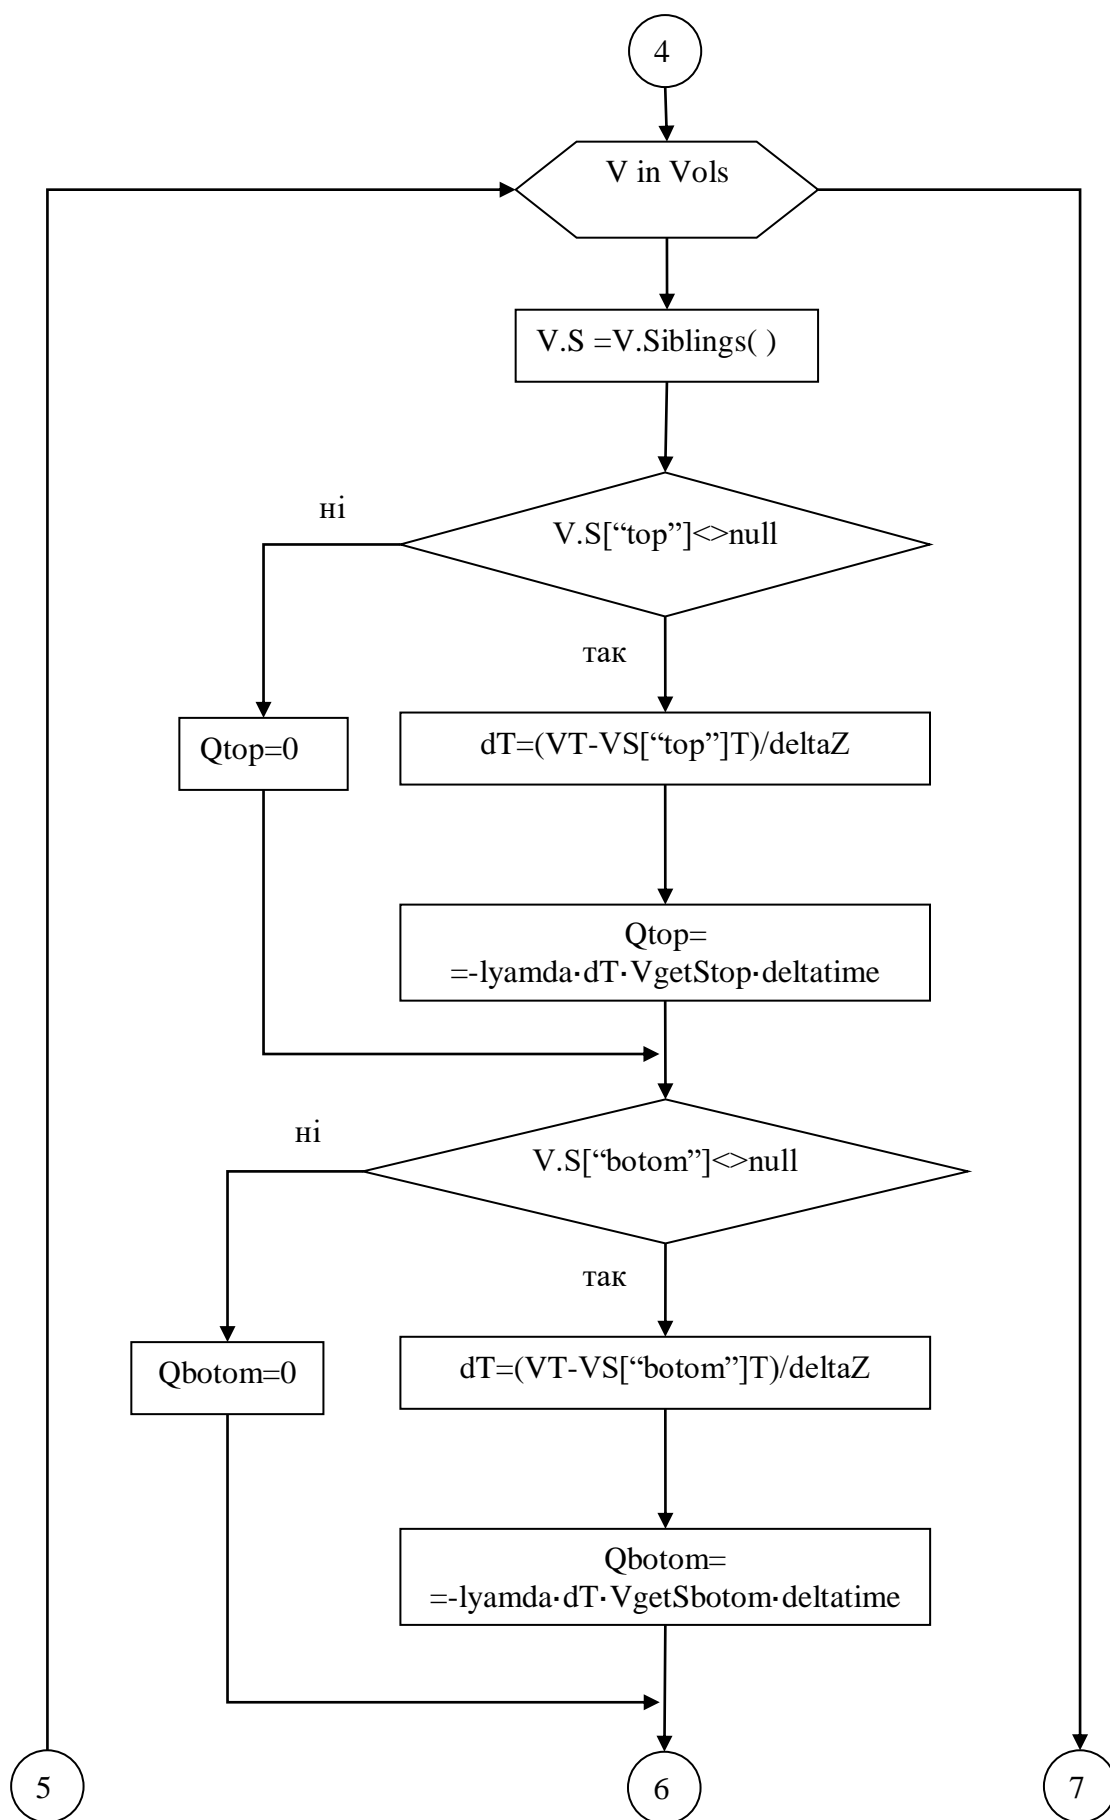 4
V in Vols
V.S =V.Siblings( )
ні
V.S[“top”]<>null
так
Qtop=0
dT=(VT-VS[“top”]T)/deltaZ
Qtop=
=-lyamda·dT·VgetStop·deltatime
ні
V.S[“botom”]<>null
так
Qbotom=0
dT=(VT-VS[“botom”]T)/deltaZ
Qbotom=
=-lyamda·dT·VgetSbotom·deltatime
5
6
7